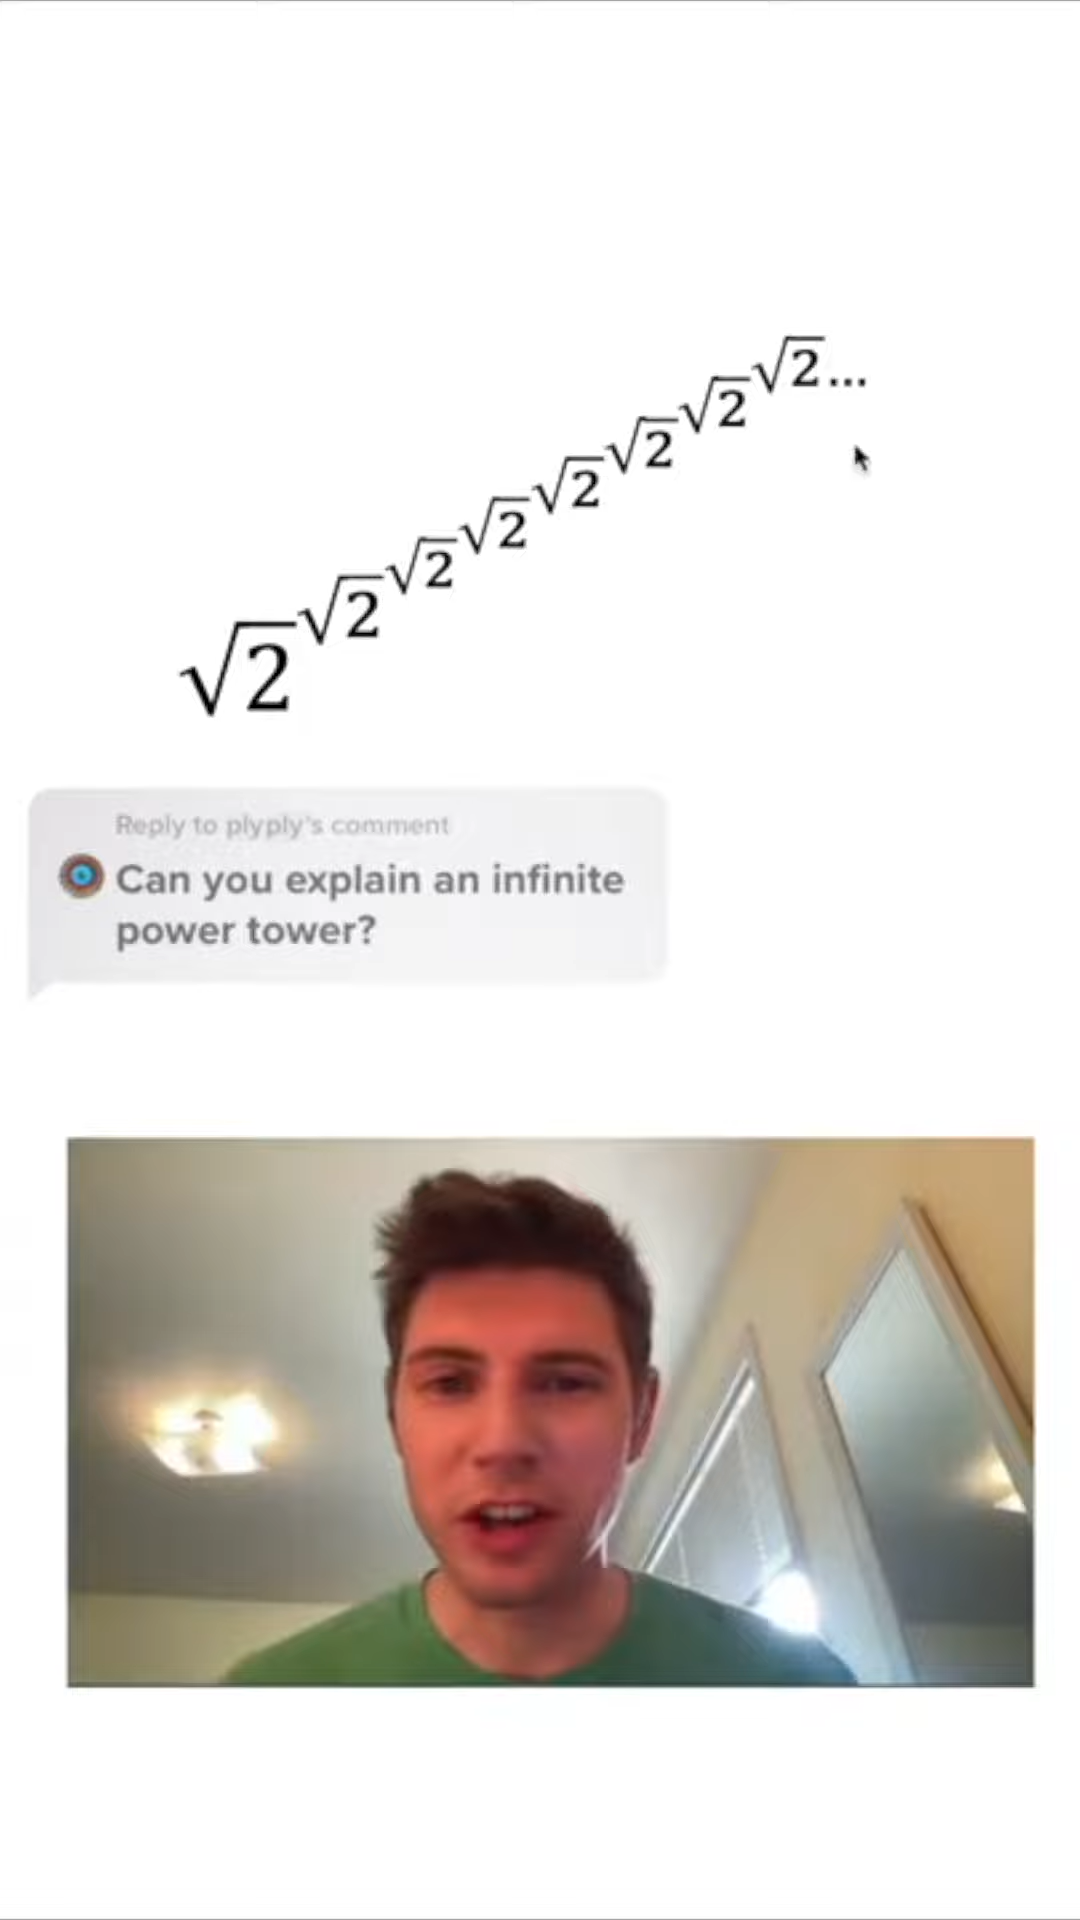 √2^√2^√2^√2^√2^√2^√2^√2...
Reply to plyply's comment
Can you explain an infinite
power tower?